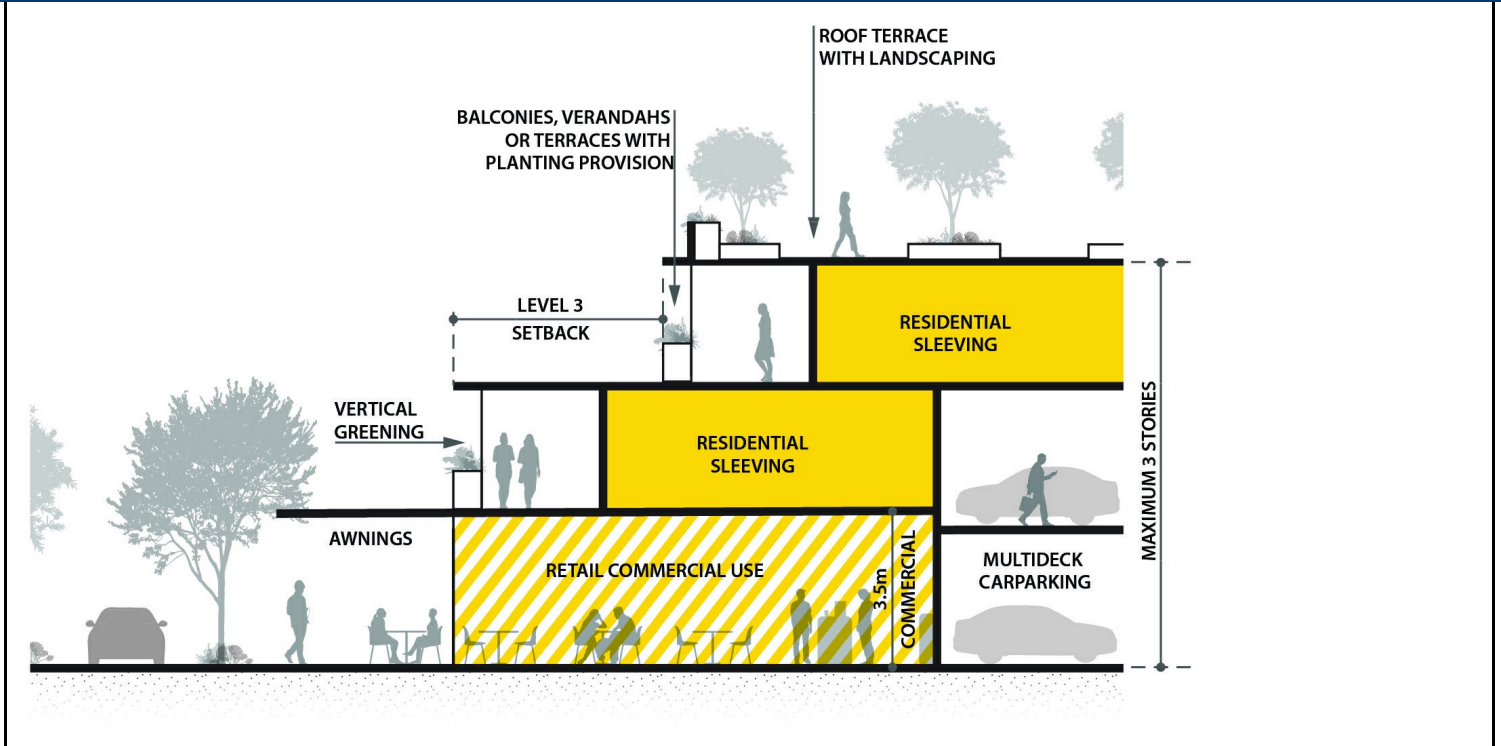 ROOF TERRACE
WITH LANDSCAPING
BALCONIES, VERANDAHS
OR TERRACES WITH
PLANTING PROVISION
LEVEL 3
SETBACK
RESIDENTIAL
SLEEVING
VERTICAL
GREENING
RESIDENTIAL
SLEEVING
MAXIMUM 3 STORIES
AWNINGS
RETAIL COMMERCIAL USE
3.5m
COMMERCIAL
MULTIDECK
CARPARKING